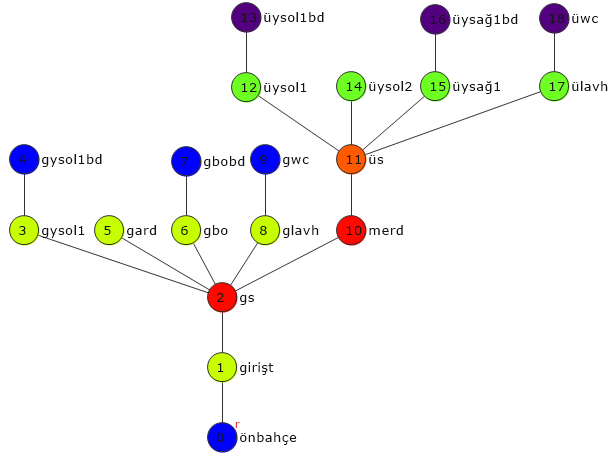 13 üysol1bd
16 üysağ1bd
18 üwc
12 üysol1
14 üysol2
15 üysağ1
17 ülavh
4 gysol1bd
7 gbobd
9 gwc
11 üs
3 gysol1
5 gard
6 gbo
8 glavh
10 merd
2 gs
1 girişt
r
0 önbahçe